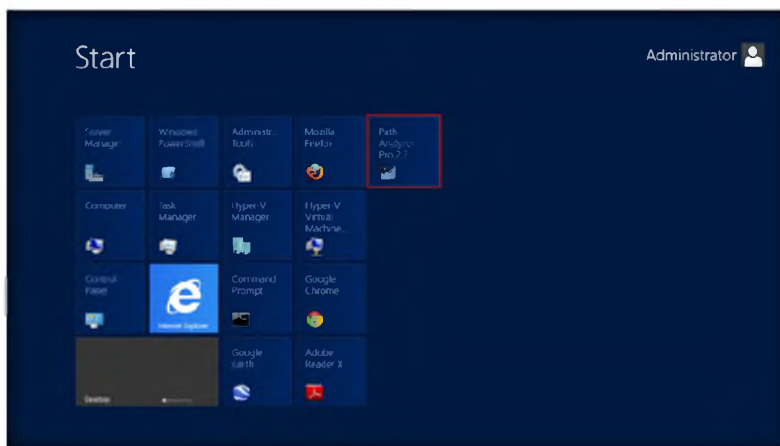 Start
Administrator
Server
Manager
Windows
PowerShell
Administr...
Tools
Mozilla
Firefox
Path
Analyzer
Pro 2.7
Computer
Task
Manager
Hyper-V
Manager
Hyper-V
Virtual
Machine...
Control
Panel
Internet Explorer
Command
Prompt
Google
Chrome
Desktop
Google
Earth
Adobe
Reader X